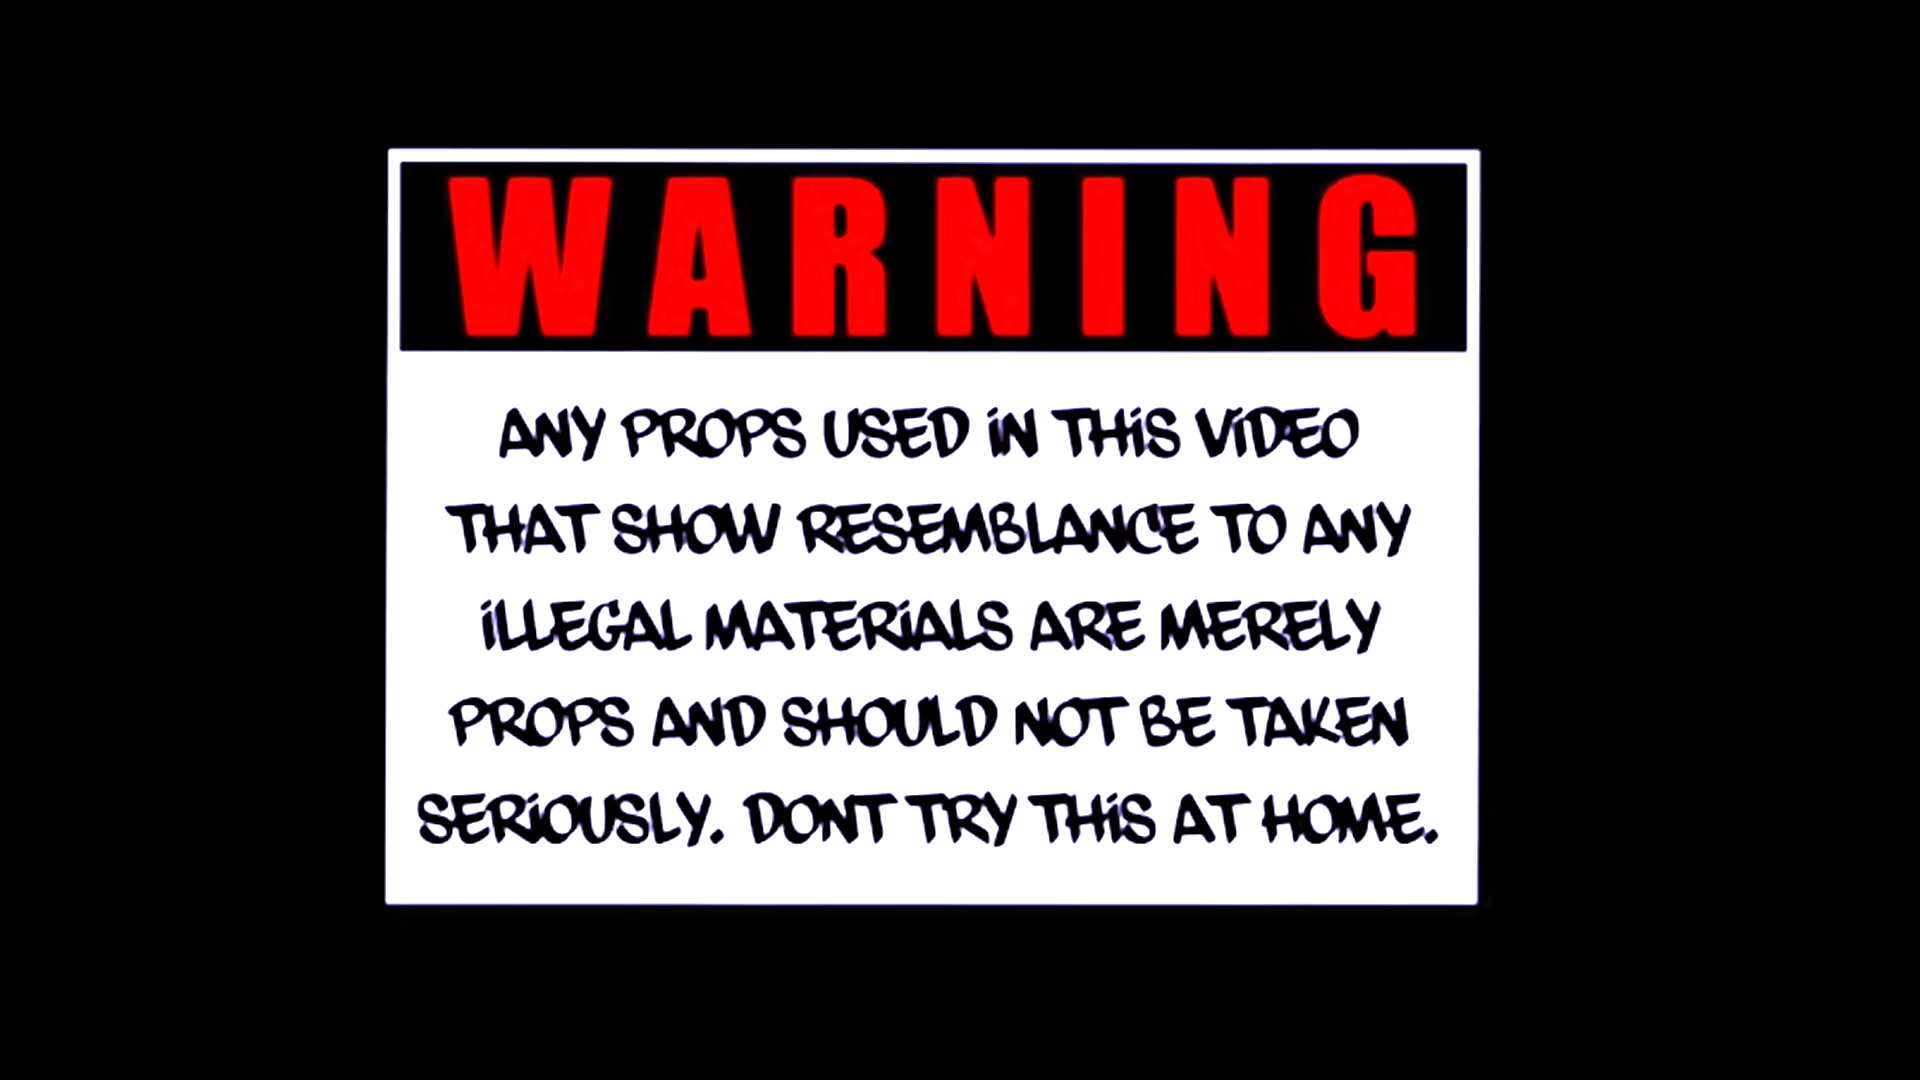 WARNING
ANY PROPS USED iN THiS ViDEO
THAT SHOW RESEMBLANCE TO ANY
iLLEGAL MATERiALS ARE MERELY
PROPS AND SHOULD NOT BE TAKEN
SERiOUSLY. DONT TRY THiS AT HOME.